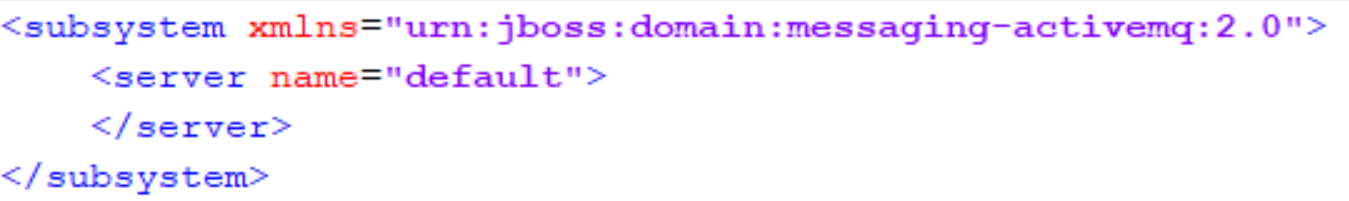 <subsystem xmlns="urn:jboss:domain:messaging-activemq:2.0">
    <server name="default">
    </server>
</subsystem>